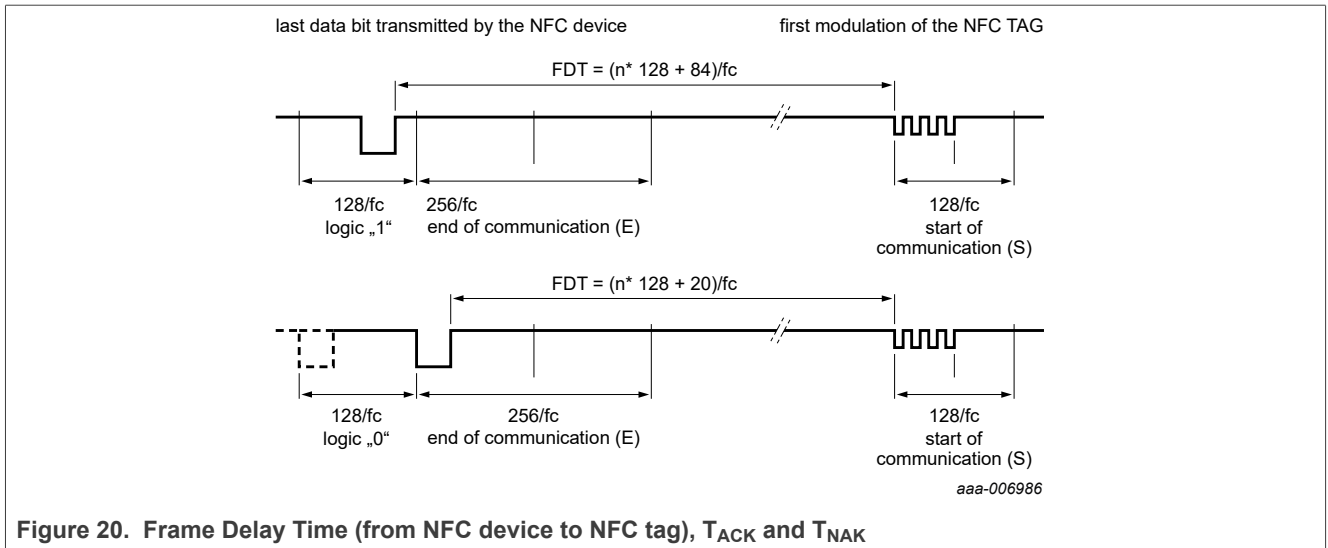 last data bit transmitted by the NFC device
first modulation of the NFC TAG
FDT = (n* 128 + 84)/fc
128/fc
logic „1“
256/fc
end of communication (E)
128/fc
start of
communication (S)
FDT = (n* 128 + 20)/fc
128/fc
logic „0“
256/fc
end of communication (E)
128/fc
start of
communication (S)
aaa-006986
Figure 20. Frame Delay Time (from NFC device to NFC tag), TACK and TNAK